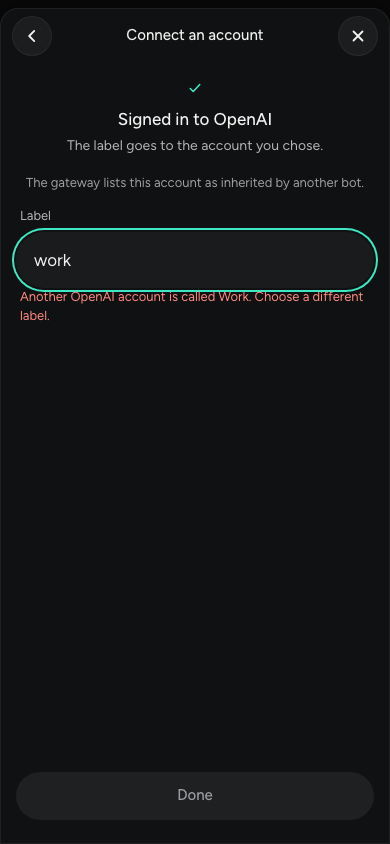 Connect an account
Signed in to OpenAI
The label goes to the account you chose.
The gateway lists this account as inherited by another bot.
Label
work
Another OpenAI account is called Work. Choose a different
label.
Done